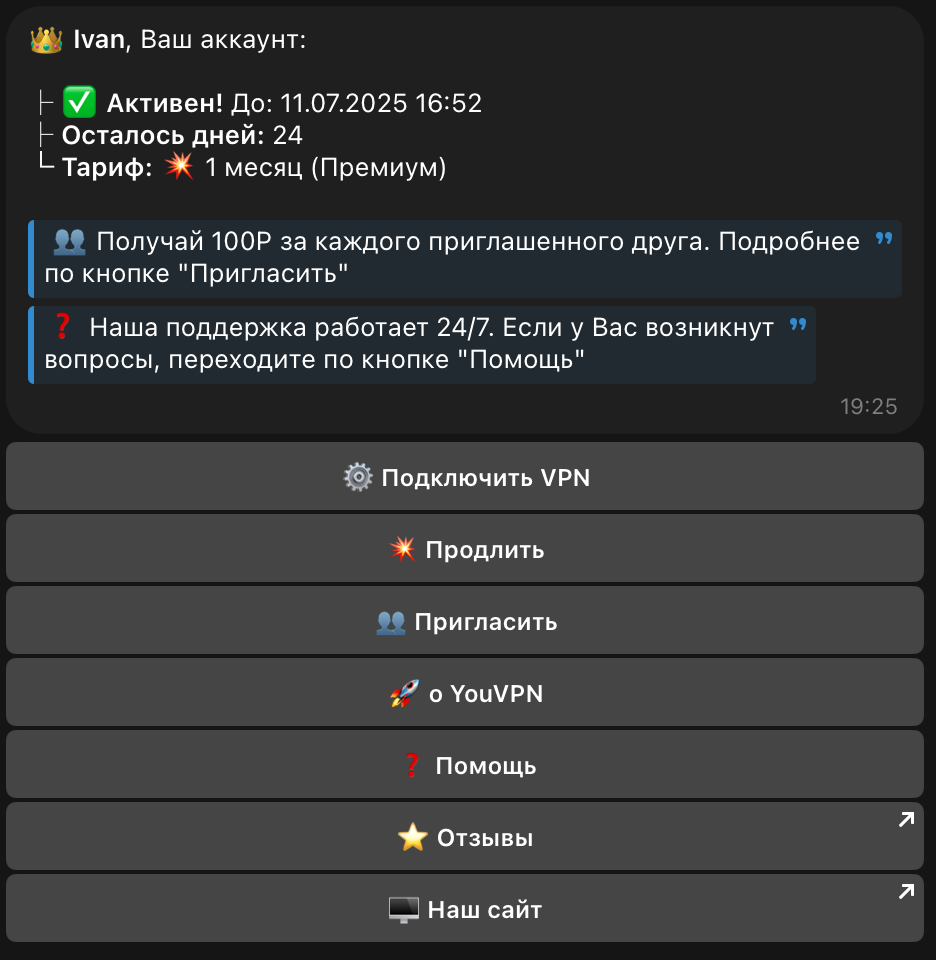 👑 Ivan, Ваш аккаунт:
├ ✅ Активен! До: 11.07.2025 16:52
├ Осталось дней: 24
└ Тариф: 💥 1 месяц (Премиум)
👥 Получай 100Р за каждого приглашенного друга. Подробнее
по кнопке "Пригласить"
❓ Наша поддержка работает 24/7. Если у Вас возникнут
вопросы, переходите по кнопке "Помощь"
19:25
⚙️ Подключить VPN
💥 Продлить
👥 Пригласить
🚀 о YouVPN
❓ Помощь
⭐ Отзывы
🖥 Наш сайт